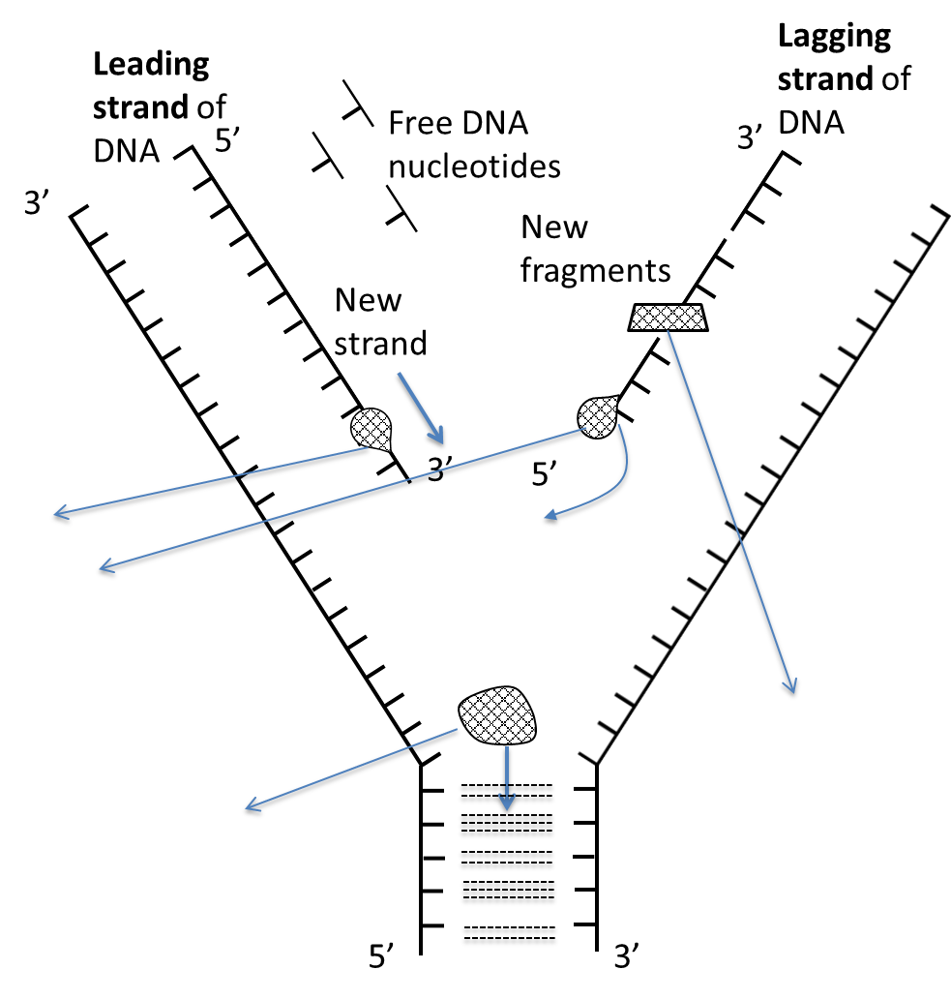 Leading
strand of
DNA
5’
3’
Free DNA
nucleotides
Lagging
strand of
DNA
3’
New
fragments
New
strand
3’
5’
5’
3’